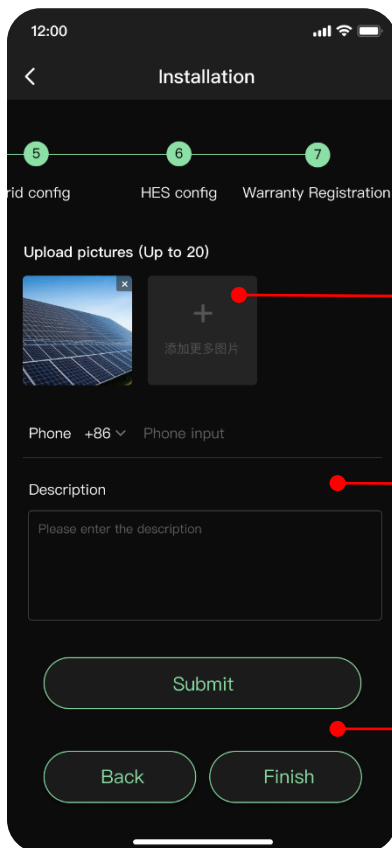 12:00
Installation
5 6 7
rid config HES config Warranty Registration
Upload pictures (Up to 20)
添加更多图片
Phone +86 Phone input
Description
Please enter the description
Submit
Back Finish